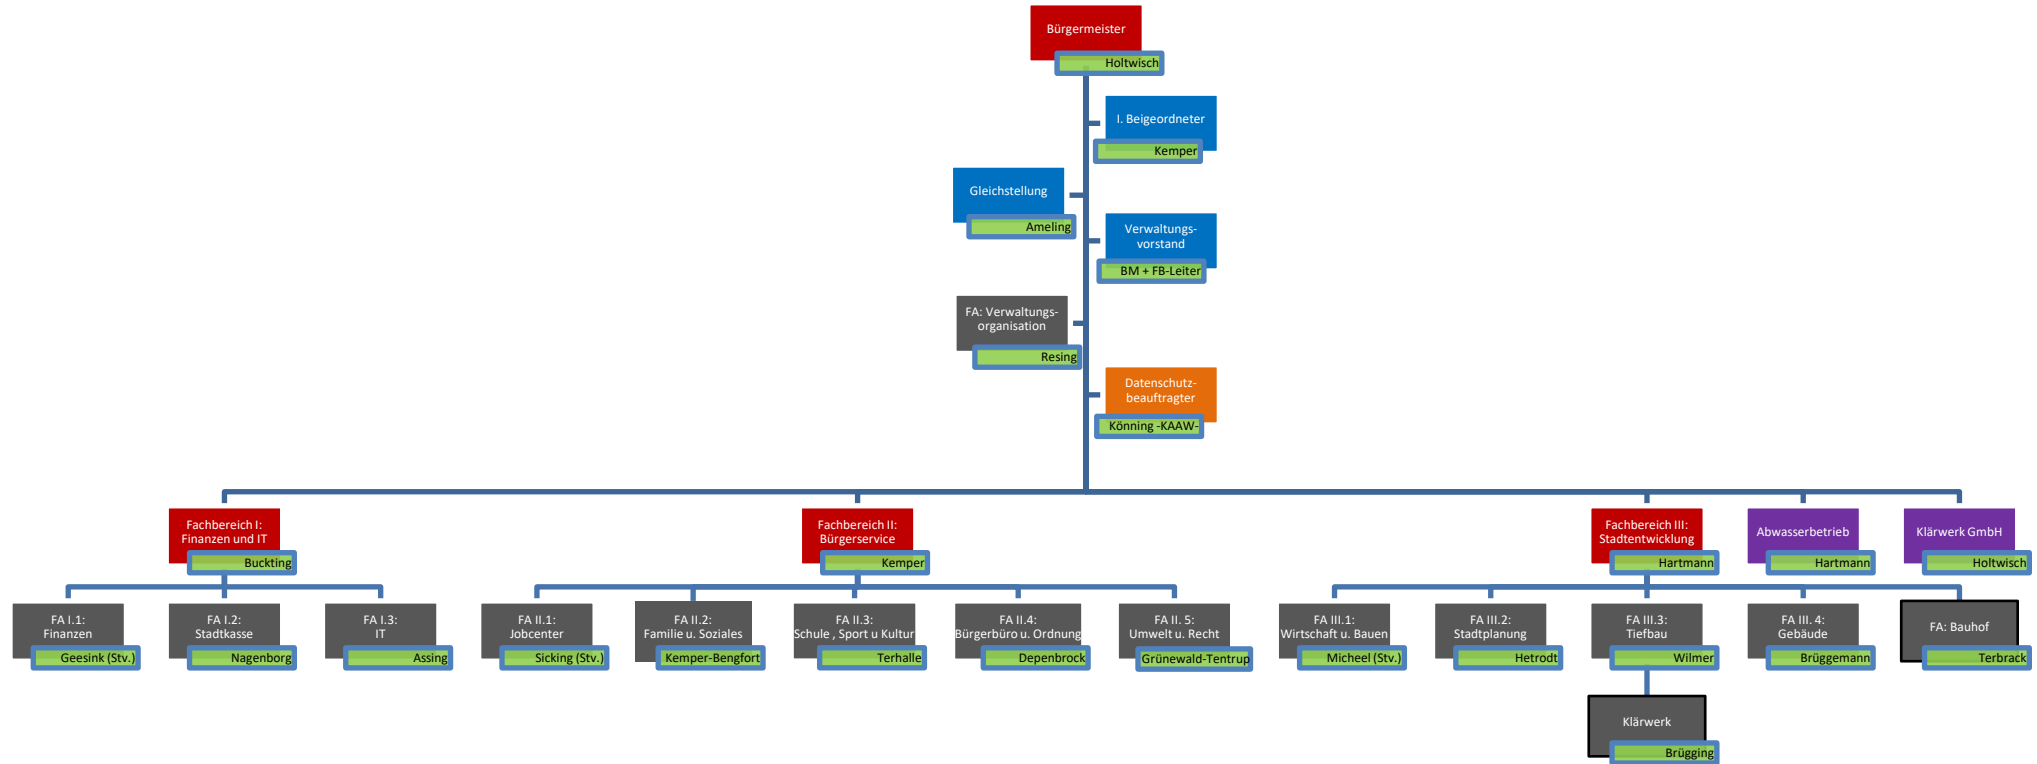 Bürgermeister
Holtwisch
I. Beigeordneter
Kemper
Gleichstellung
Ameling
Verwaltungs-
vorstand
BM + FB-Leiter
FA: Verwaltungs-
organisation
Resing
Datenschutz-
beauftragter
Könning -KAAW-
Fachbereich I:
Finanzen und IT
Buckting
Fachbereich II:
Bürgerservice
Kemper
Fachbereich III:
Stadtentwicklung
Hartmann
Abwasserbetrieb
Hartmann
Klärwerk GmbH
Holtwisch
FA I.1:
Finanzen
Geesink (Stv.)
FA I.2:
Stadtkasse
Nagenborg
FA I.3:
IT
Assing
FA II.1:
Jobcenter
Sicking (Stv.)
FA II.2:
Familie u. Soziales
Kemper-Bengfort
FA II.3:
Schule , Sport u Kultur
Terhalle
FA II.4:
Bürgerbüro u. Ordnung
Depenbrock
FA II. 5:
Umwelt u. Recht
Grünewald-Tentrup
FA III.1:
Wirtschaft u. Bauen
Micheel (Stv.)
FA III.2:
Stadtplanung
Hetrodt
FA III.3:
Tiefbau
Wilmer
FA III. 4:
Gebäude
Brüggemann
FA: Bauhof
Terbrack
Klärwerk
Brügging